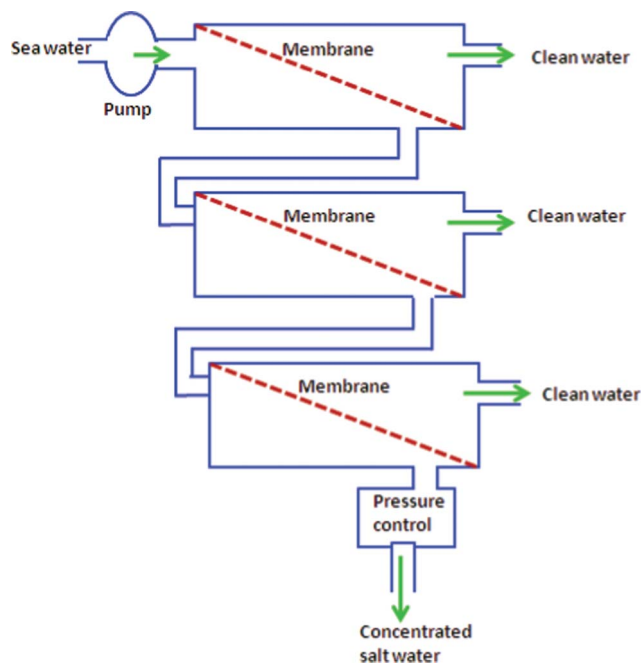 Sea water
Pump
Membrane
Clean water
Membrane
Clean water
Membrane
Clean water
Pressure
control
Concentrated
salt water